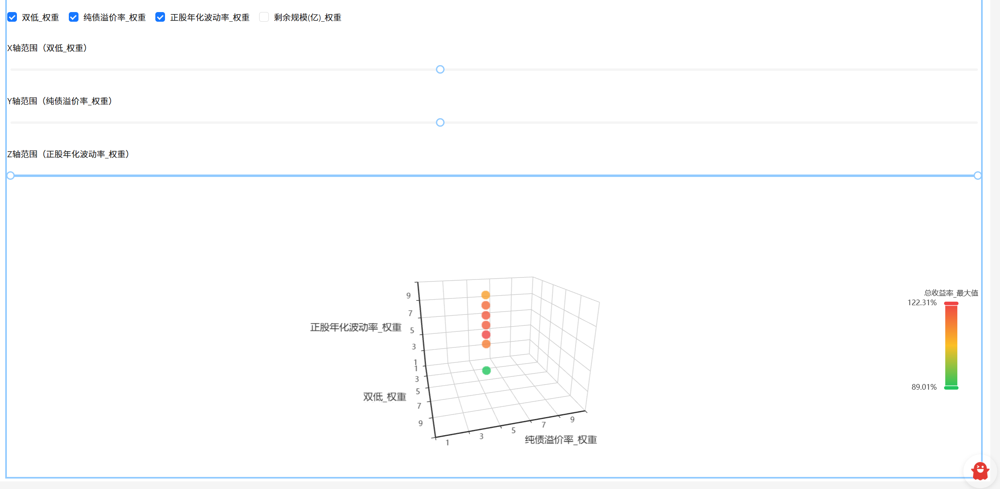 双低_权重 纯债溢价率_权重 正股年化波动率_权重 剩余规模(亿)_权重
X轴范围（双低_权重）
Y轴范围（纯债溢价率_权重）
Z轴范围（正股年化波动率_权重）
总收益率_最大值
122.31%
89.01%
9
7
正股年化波动率_权重
5
3
1
1
3
5
双低_权重
7
9
1
3
5
7
9
纯债溢价率_权重